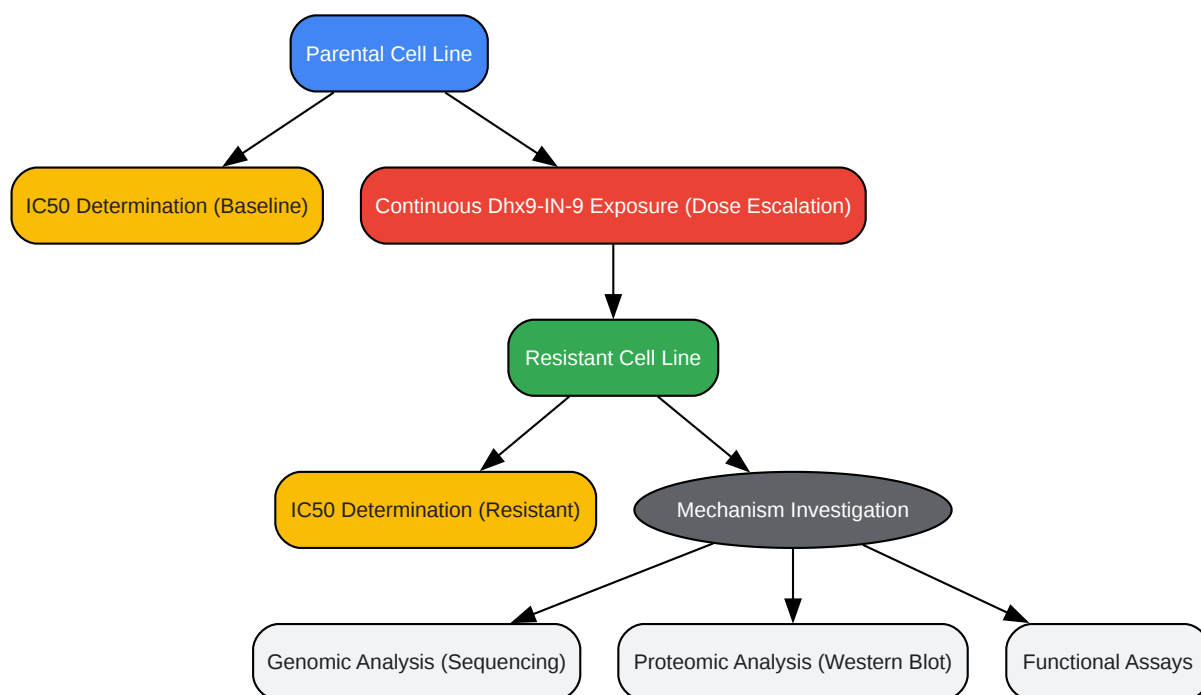 Parental Cell Line
IC50 Determination (Baseline)
Continuous Dhx9-IN-9 Exposure (Dose Escalation)
Resistant Cell Line
IC50 Determination (Resistant)
Mechanism Investigation
Genomic Analysis (Sequencing)
Proteomic Analysis (Western Blot)
Functional Assays